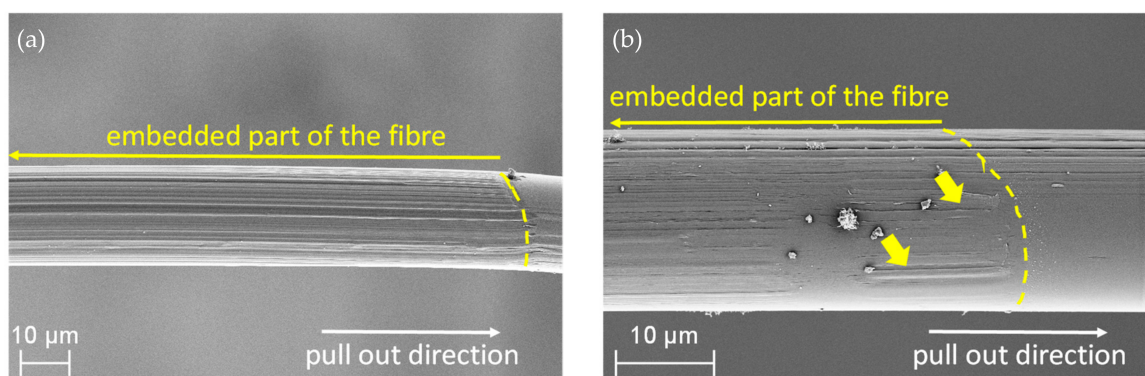 (a)
embedded part of the fibre
10 µm
pull out direction
(b)
embedded part of the fibre
10 µm
pull out direction